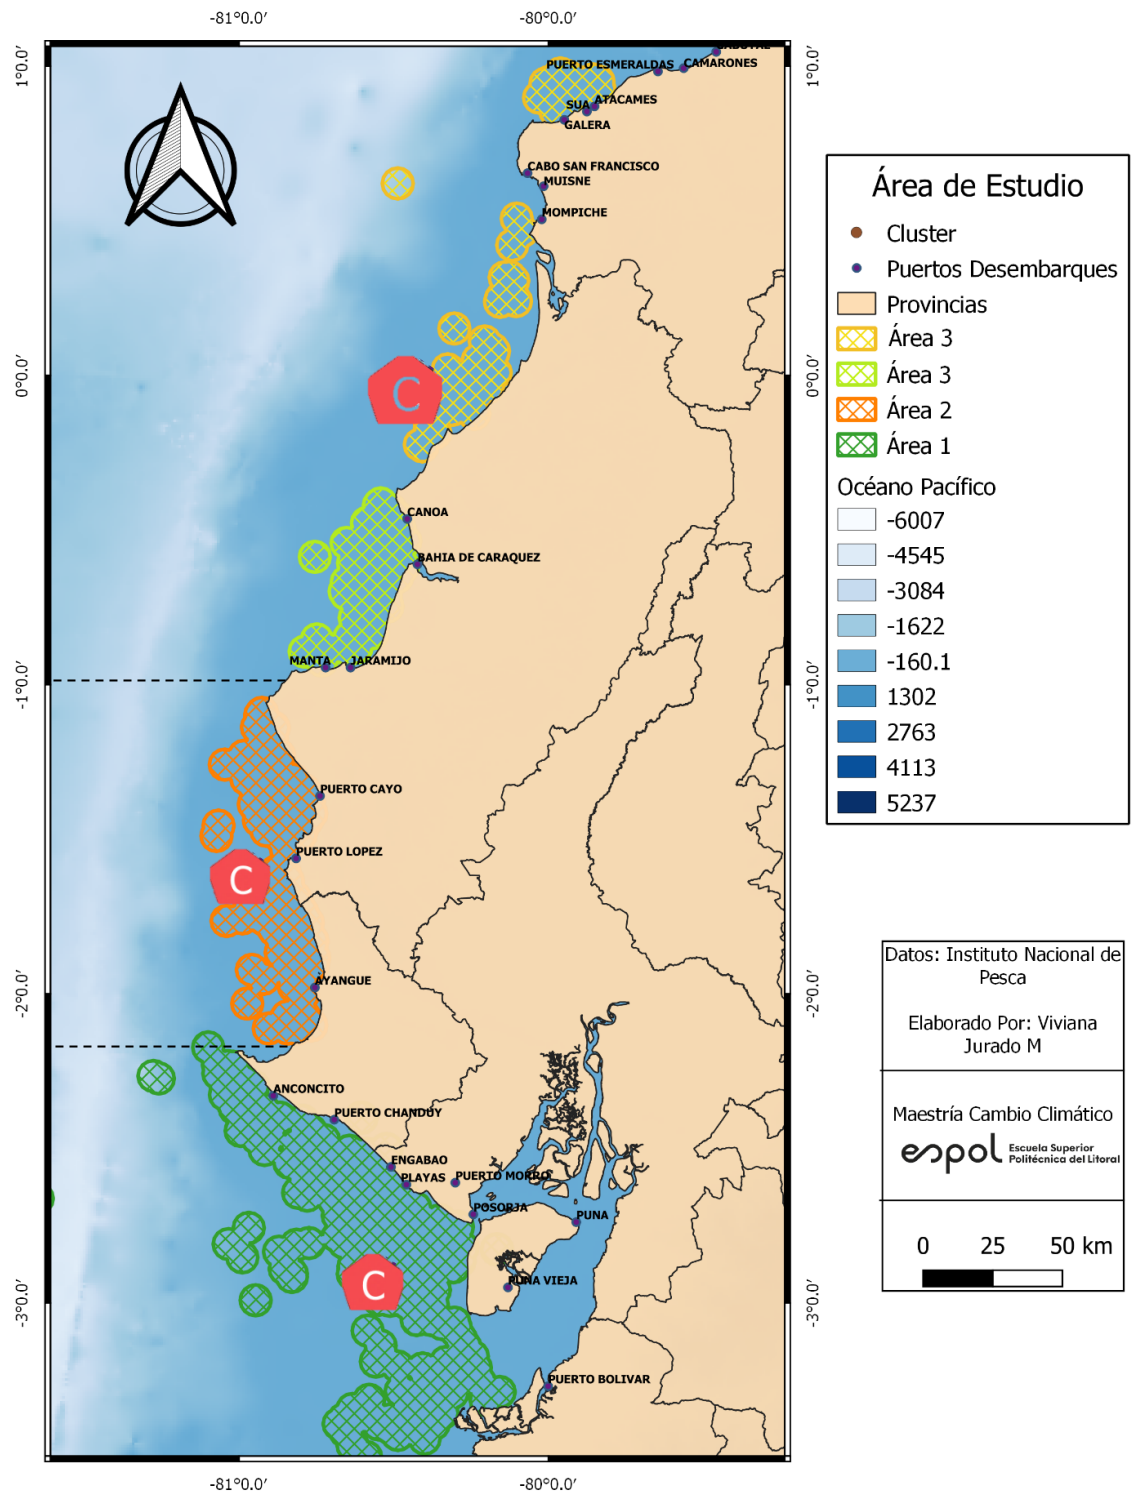 -81°0.0′
-80°0.0′
1°0.0′
1°0.0′
PUERTO ESMERALDAS
CAMARONES
SUA
ATACAMES
GALERA
CABO SAN FRANCISCO
MUISNE
MOMPICHE
0°0.0′
0°0.0′
C
CANOA
BAHIA DE CARAQUEZ
MANTA
JARAMIJO
-1°0.0′
-1°0.0′
PUERTO CAYO
PUERTO LOPEZ
C
AYANGUE
-2°0.0′
-2°0.0′
ANCONCITO
PUERTO CHANDUY
ENGABAO
PLAYAS
PUERTO MORRO
POSORJA
PUNA
C
PUNA VIEJA
-3°0.0′
-3°0.0′
PUERTO BOLIVAR
-81°0.0′
-80°0.0′
Área de Estudio
Cluster
Puertos Desembarques
Provincias
Área 3
Área 3
Área 2
Área 1
Océano Pacífico
-6007
-4545
-3084
-1622
-160.1
1302
2763
4113
5237
Datos: Instituto Nacional de
Pesca
Elaborado Por: Viviana
Jurado M
Maestría Cambio Climático
espol
Escuela Superior
Politécnica del Litoral
0 25 50 km